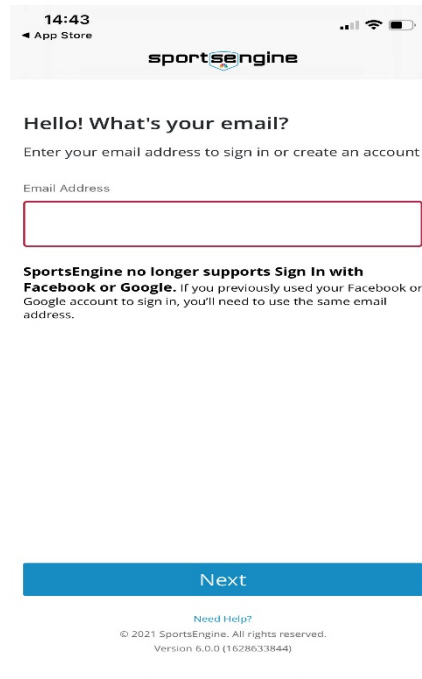 14:43
◄ App Store
sportsengine
Hello! What's your email?
Enter your email address to sign in or create an account
Email Address
SportsEngine no longer supports Sign In with
Facebook or Google. If you previously used your Facebook or
Google account to sign in, you'll need to use the same email
address.
Next
Need Help?
© 2021 SportsEngine. All rights reserved.
Version 6.0.0 (1628633844)